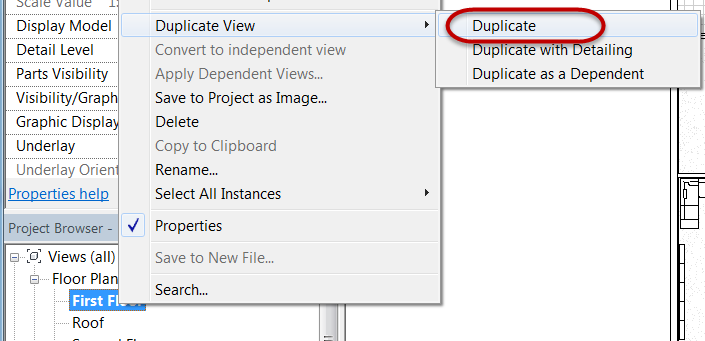 Scale Value 1:
Display Model
Detail Level
Parts Visibility
Visibility/Graph
Graphic Display
Underlay
Underlay Orient
Properties help
Project Browser -
Views (all)
Floor Plan
First Floor
Roof
Duplicate View
Convert to independent view
Apply Dependent Views...
Save to Project as Image...
Delete
Copy to Clipboard
Rename...
Select All Instances
Properties
Save to New File...
Search...
Duplicate
Duplicate with Detailing
Duplicate as a Dependent